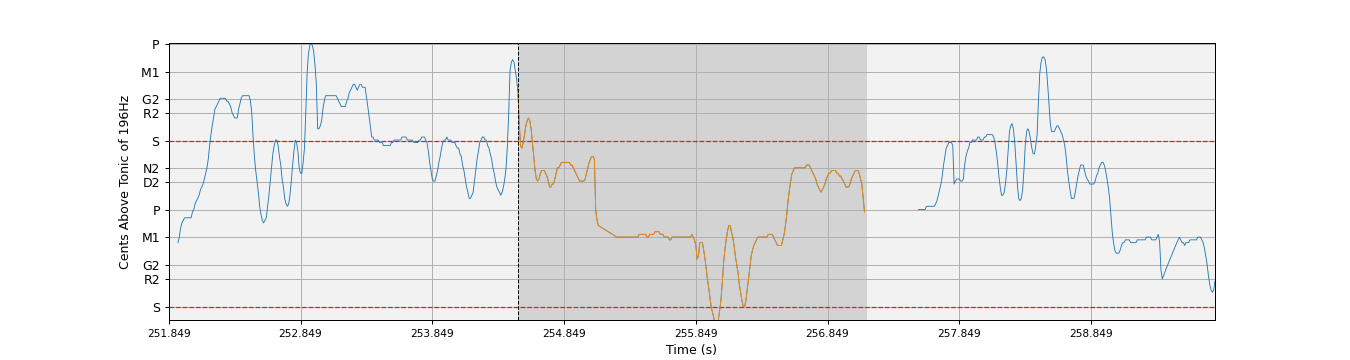 P
M1
G2
R2
S
N2
D2
P
M1
G2
R2
S
Cents Above Tonic of 196Hz
251.849 252.849 253.849 254.849 255.849 256.849 257.849 258.849
Time (s)